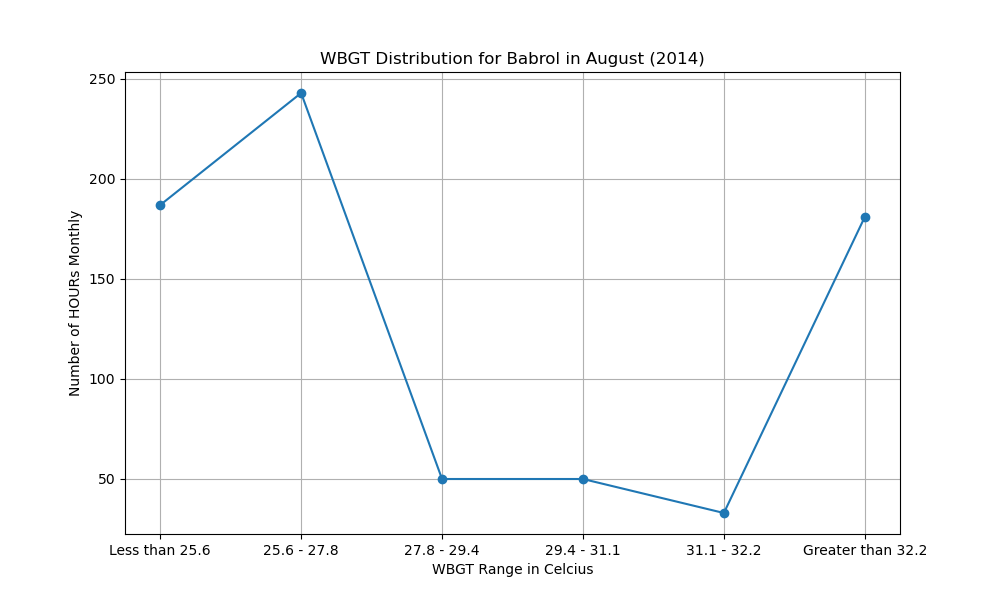 WBGT Distribution for Babrol in August (2014)
250
200
150
100
50
Number of HOURs Monthly
Less than 25.6
25.6 - 27.8
27.8 - 29.4
29.4 - 31.1
31.1 - 32.2
Greater than 32.2
WBGT Range in Celcius